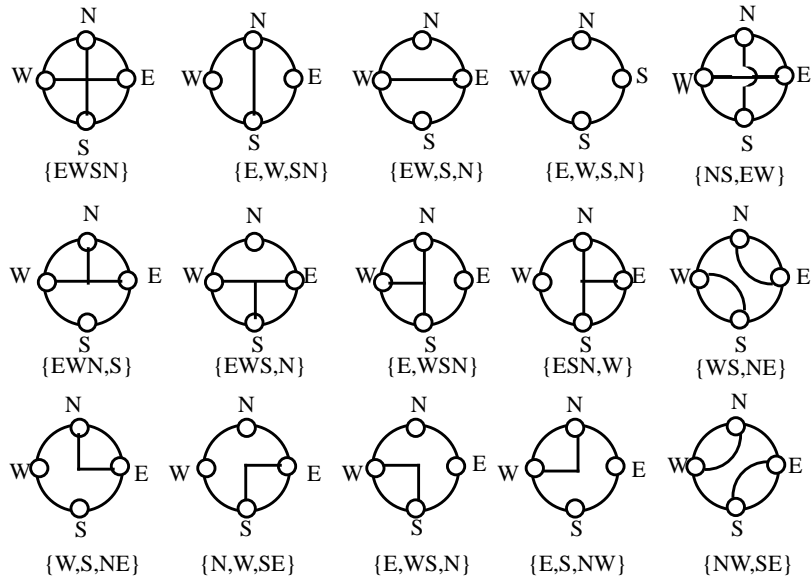 N N N N N
W E W E W E W S W E
S S S S S
{EWSN} {E,W,SN} {EW,S,N} {E,W,S,N} {NS,EW}
N N N N N
W E W E W E W E W E
S S S S S
{EWN,S} {EWS,N} {E,WSN} {ESN,W} {WS,NE}
N N N N N
W E W E W E W E W E
S S S S S
{W,S,NE} {N,W,SE} {E,WS,N} {E,S,NW} {NW,SE}